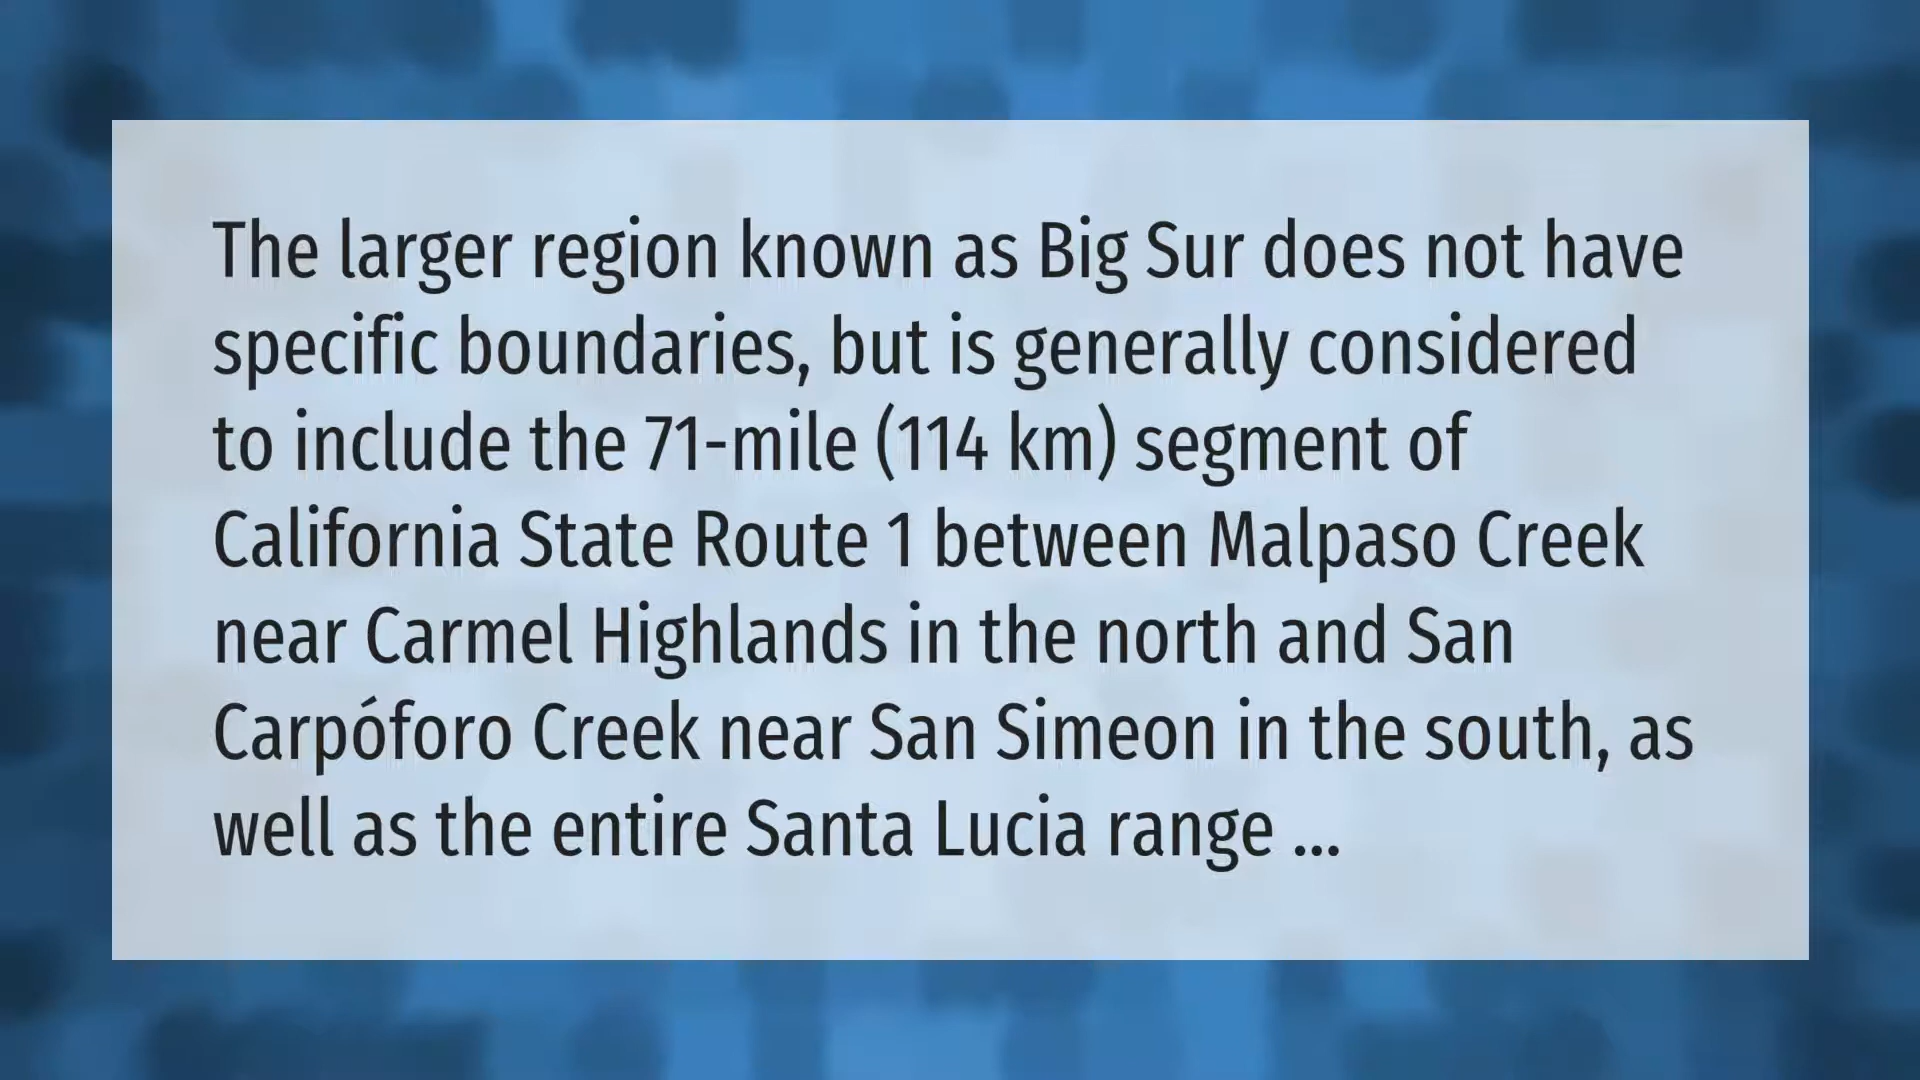 The larger region known as Big Sur does not have
specific boundaries, but is generally considered
to include the 71-mile (114 km) segment of
California State Route 1 between Malpaso Creek
near Carmel Highlands in the north and San
Carpóforo Creek near San Simeon in the south, as
well as the entire Santa Lucia range ...